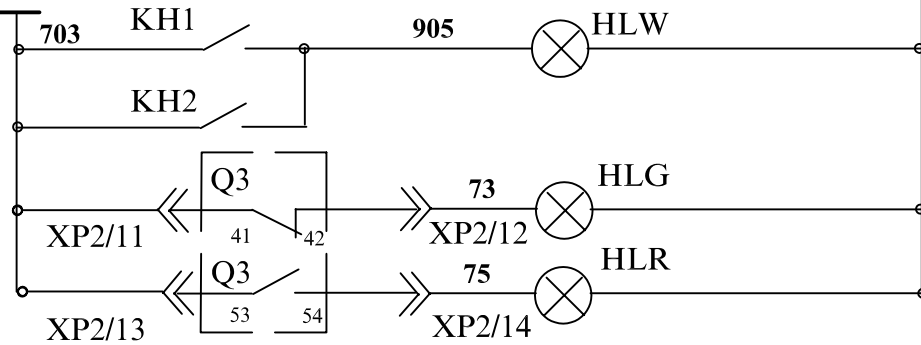 703 KH1 905 HLW
KH2
Q3 73 HLG
XP2/11 41 42 XP2/12
Q3 75 HLR
XP2/13 53 54 XP2/14